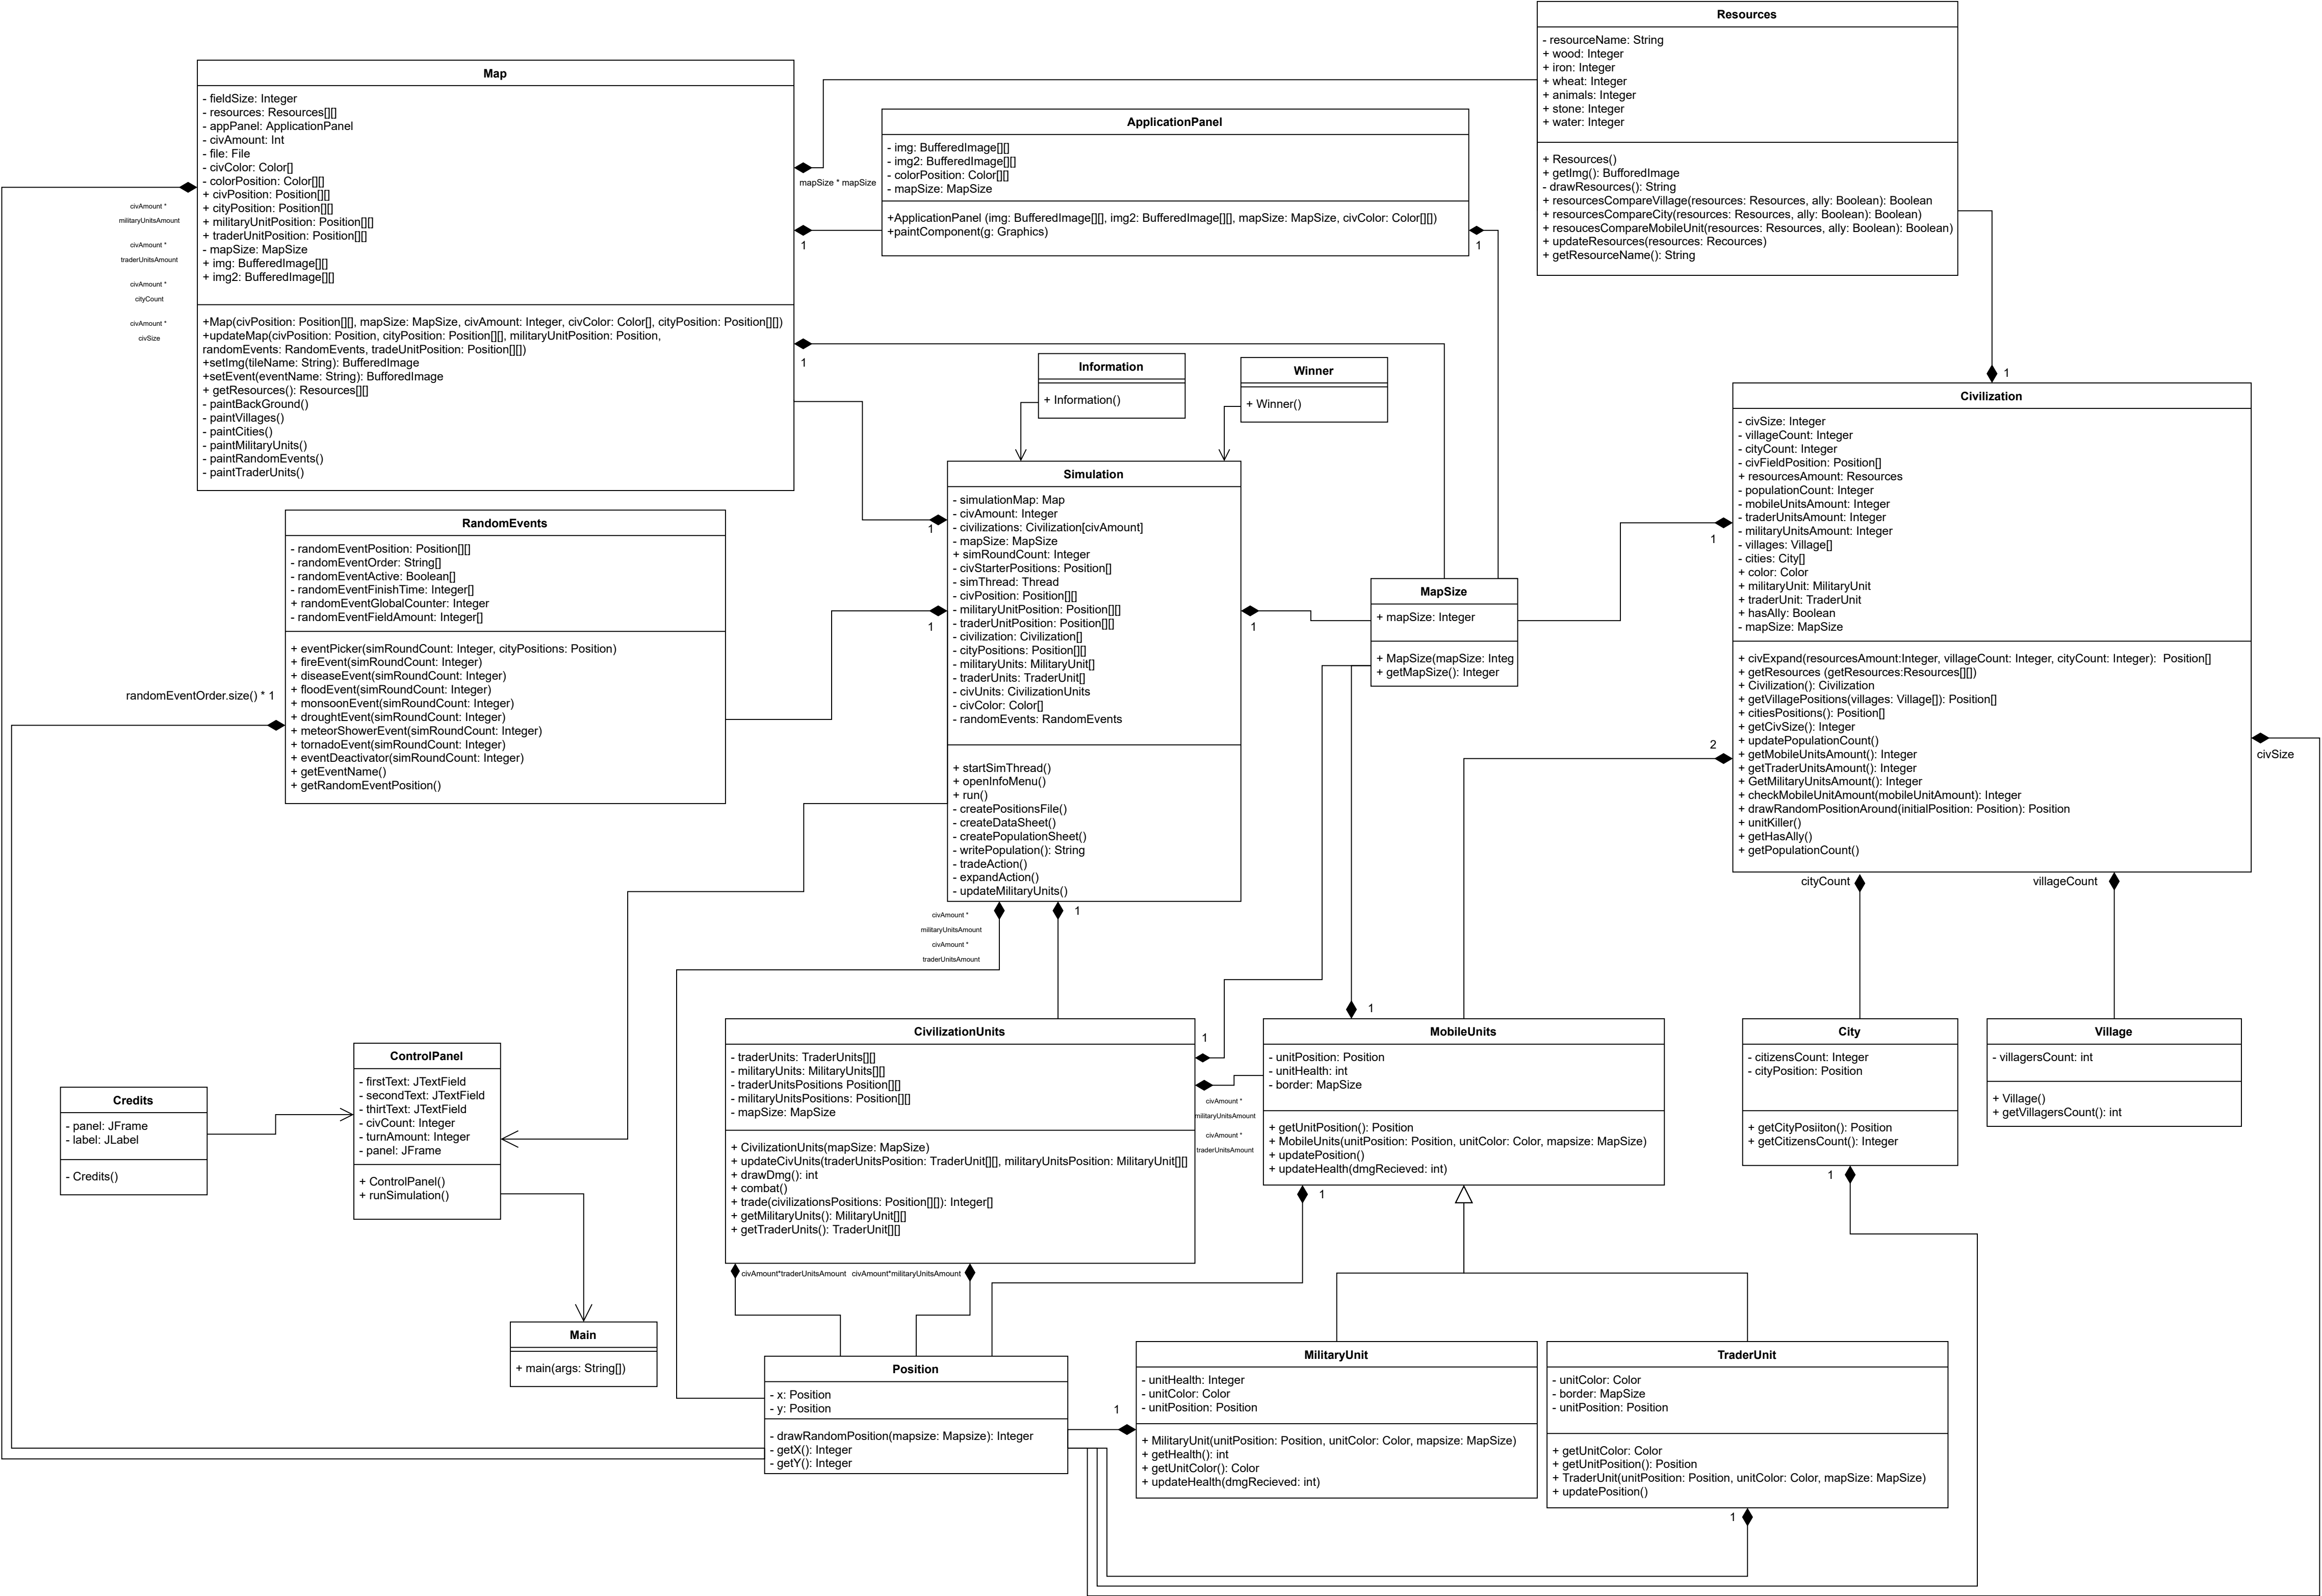 Resources
- resourceName: String
+ wood: Integer
+ iron: Integer
+ wheat: Integer
+ animals: Integer
+ stone: Integer
+ water: Integer
+ Resources()
+ getImg(): BufforedImage
- drawResources(): String
+ resourcesCompareVillage(resources: Resources, ally: Boolean): Boolean
+ resourcesCompareCity(resources: Resources, ally: Boolean): Boolean)
+ resoucesCompareMobileUnit(resources: Resources, ally: Boolean): Boolean)
+ updateResources(resources: Recources)
+ getResourceName(): String
Map
- fieldSize: Integer
- resources: Resources[][]
- appPanel: ApplicationPanel
- civAmount: Int
- file: File
- civColor: Color[]
- colorPosition: Color[][]
+ civPosition: Position[][]
+ cityPosition: Position[][]
+ militaryUnitPosition: Position[][]
+ traderUnitPosition: Position[][]
- mapSize: MapSize
+ img: BufferedImage[][]
+ img2: BufferedImage[][]
+Map(civPosition: Position[][], mapSize: MapSize, civAmount: Integer, civColor: Color[], cityPosition: Position[][])
+updateMap(civPosition: Position, cityPosition: Position[][], militaryUnitPosition: Position,
randomEvents: RandomEvents, tradeUnitPosition: Position[][])
+setImg(tileName: String): BufferedImage
+setEvent(eventName: String): BufforedImage
+ getResources(): Resources[][]
- paintBackGround()
- paintVillages()
- paintCities()
- paintMilitaryUnits()
- paintRandomEvents()
- paintTraderUnits()
civAmount *
militaryUnitsAmount
civAmount *
traderUnitsAmount
civAmount *
cityCount
civAmount *
civSize
mapSize * mapSize
1
1
ApplicationPanel
- img: BufferedImage[][]
- img2: BufferedImage[][]
- colorPosition: Color[][]
- mapSize: MapSize
+ApplicationPanel (img: BufferedImage[][], img2: BufferedImage[][], mapSize: MapSize, civColor: Color[][])
+paintComponent(g: Graphics)
1
Information
+ Information()
Winner
+ Winner()
1
Civilization
- civSize: Integer
- villageCount: Integer
- cityCount: Integer
- civFieldPosition: Position[]
+ resourcesAmount: Resources
- populationCount: Integer
- mobileUnitsAmount: Integer
- traderUnitsAmount: Integer
- militaryUnitsAmount: Integer
- villages: Village[]
- cities: City[]
+ color: Color
+ militaryUnit: MilitaryUnit
+ traderUnit: TraderUnit
+ hasAlly: Boolean
- mapSize: MapSize
+ civExpand(resourcesAmount:Integer, villageCount: Integer, cityCount: Integer):  Position[]
+ getResources (getResources:Resources[][])
+ Civilization(): Civilization
+ getVillagePositions(villages: Village[]): Position[]
+ citiesPositions(): Position[]
+ getCivSize(): Integer
+ updatePopulationCount()
+ getMobileUnitsAmount(): Integer
+ getTraderUnitsAmount(): Integer
+ GetMilitaryUnitsAmount(): Integer
+ checkMobileUnitAmount(mobileUnitAmount): Integer
+ drawRandomPositionAround(initialPosition: Position): Position
+ unitKiller()
+ getHasAlly()
+ getPopulationCount()
1
2
civSize
cityCount
villageCount
Simulation
- simulationMap: Map
- civAmount: Integer
- civilizations: Civilization[civAmount]
- mapSize: MapSize
+ simRoundCount: Integer
- civStarterPositions: Position[]
- simThread: Thread
- civPosition: Position[][]
- militaryUnitPosition: Position[][]
- traderUnitPosition: Position[][]
- civilization: Civilization[]
- cityPositions: Position[][]
- militaryUnits: MilitaryUnit[]
- traderUnits: TraderUnit[]
- civUnits: CivilizationUnits
- civColor: Color[]
- randomEvents: RandomEvents
+ startSimThread()
+ openInfoMenu()
+ run()
- createPositionsFile()
- createDataSheet()
- createPopulationSheet()
- writePopulation(): String
- tradeAction()
- expandAction()
- updateMilitaryUnits()
1
1
1
civAmount *
militaryUnitsAmount
civAmount *
traderUnitsAmount
1
RandomEvents
- randomEventPosition: Position[][]
- randomEventOrder: String[]
- randomEventActive: Boolean[]
- randomEventFinishTime: Integer[]
+ randomEventGlobalCounter: Integer
- randomEventFieldAmount: Integer[]
+ eventPicker(simRoundCount: Integer, cityPositions: Position)
+ fireEvent(simRoundCount: Integer)
+ diseaseEvent(simRoundCount: Integer)
+ floodEvent(simRoundCount: Integer)
+ monsoonEvent(simRoundCount: Integer)
+ droughtEvent(simRoundCount: Integer)
+ meteorShowerEvent(simRoundCount: Integer)
+ tornadoEvent(simRoundCount: Integer)
+ eventDeactivator(simRoundCount: Integer)
+ getEventName()
+ getRandomEventPosition()
randomEventOrder.size() * 1
MapSize
+ mapSize: Integer
+ MapSize(mapSize: Integ
+ getMapSize(): Integer
CivilizationUnits
- traderUnits: TraderUnits[][]
- militaryUnits: MilitaryUnits[][]
- traderUnitsPositions Position[][]
- militaryUnitsPositions: Position[][]
- mapSize: MapSize
+ CivilizationUnits(mapSize: MapSize)
+ updateCivUnits(traderUnitsPosition: TraderUnit[][], militaryUnitsPosition: MilitaryUnit[][]
+ drawDmg(): int
+ combat()
+ trade(civilizationsPositions: Position[][]): Integer[]
+ getMilitaryUnits(): MilitaryUnit[][]
+ getTraderUnits(): TraderUnit[][]
1
civAmount *
militaryUnitsAmount
civAmount *
traderUnitsAmount
civAmount*traderUnitsAmount
civAmount*militaryUnitsAmount
1
MobileUnits
- unitPosition: Position
- unitHealth: int
- border: MapSize
+ getUnitPosition(): Position
+ MobileUnits(unitPosition: Position, unitColor: Color, mapsize: MapSize)
+ updatePosition()
+ updateHealth(dmgRecieved: int)
1
City
- citizensCount: Integer
- cityPosition: Position
+ getCityPosiiton(): Position
+ getCitizensCount(): Integer
1
Village
- villagersCount: int
+ Village()
+ getVillagersCount(): int
Credits
- panel: JFrame
- label: JLabel
- Credits()
ControlPanel
- firstText: JTextField
- secondText: JTextField
- thirtText: JTextField
- civCount: Integer
- turnAmount: Integer
- panel: JFrame
+ ControlPanel()
+ runSimulation()
Main
+ main(args: String[])
Position
- x: Position
- y: Position
- drawRandomPosition(mapsize: Mapsize): Integer
- getX(): Integer
- getY(): Integer
1
MilitaryUnit
- unitHealth: Integer
- unitColor: Color
- unitPosition: Position
+ MilitaryUnit(unitPosition: Position, unitColor: Color, mapsize: MapSize)
+ getHealth(): int
+ getUnitColor(): Color
+ updateHealth(dmgRecieved: int)
TraderUnit
- unitColor: Color
- border: MapSize
- unitPosition: Position
+ getUnitColor: Color
+ getUnitPosition(): Position
+ TraderUnit(unitPosition: Position, unitColor: Color, mapSize: MapSize)
+ updatePosition()
1